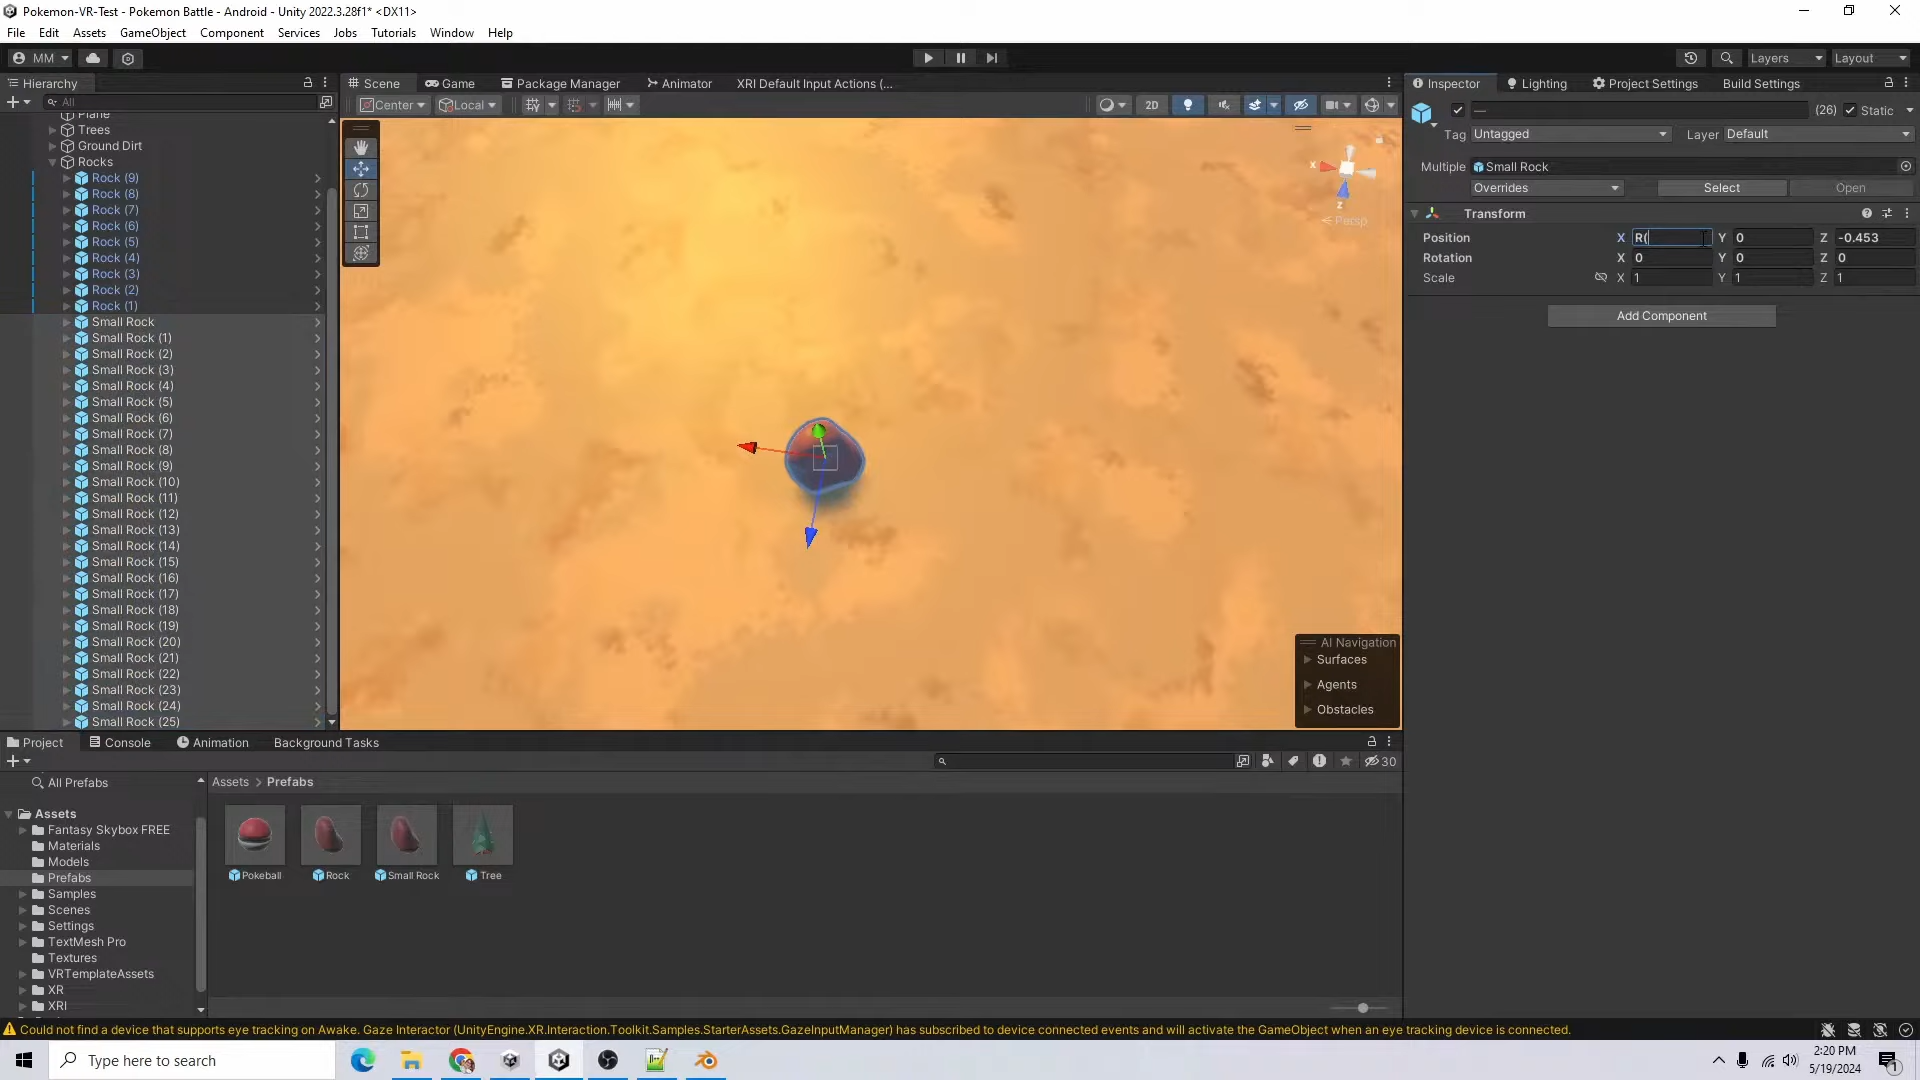 Pokemon-VR-Test - Pokemon Battle - Android - Unity 2022.3.28f1* <DX11>
File Edit Assets GameObject Component Services Jobs Tutorials Window Help
MM Layers Layout
Hierarchy
All
Plane
Trees
Ground Dirt
Rocks
Rock (9)
Rock (8)
Rock (7)
Rock (6)
Rock (5)
Rock (4)
Rock (3)
Rock (2)
Rock (1)
Small Rock
Small Rock (1)
Small Rock (2)
Small Rock (3)
Small Rock (4)
Small Rock (5)
Small Rock (6)
Small Rock (7)
Small Rock (8)
Small Rock (9)
Small Rock (10)
Small Rock (11)
Small Rock (12)
Small Rock (13)
Small Rock (14)
Small Rock (15)
Small Rock (16)
Small Rock (17)
Small Rock (18)
Small Rock (19)
Small Rock (20)
Small Rock (21)
Small Rock (22)
Small Rock (23)
Small Rock (24)
Small Rock (25)
Scene Game Package Manager Animator XRI Default Input Actions (...
Center Local 2D
x
z
Persp
AI Navigation
Surfaces
Agents
Obstacles
Inspector Lighting Project Settings Build Settings
— (26) Static
Tag Untagged Layer Default
Multiple Small Rock
Overrides Select Open
Transform
Position X R( Y 0 Z -0.453
Rotation X 0 Y 0 Z 0
Scale X 1 Y 1 Z 1
Add Component
Project Console Animation Background Tasks
30
All Prefabs
Assets
Fantasy Skybox FREE
Materials
Models
Prefabs
Samples
Scenes
Settings
TextMesh Pro
Textures
VRTemplateAssets
XR
XRI
Assets > Prefabs
Pokeball Rock Small Rock Tree
Could not find a device that supports eye tracking on Awake. Gaze Interactor (UnityEngine.XR.Interaction.Toolkit.Samples.StarterAssets.GazeInputManager) has subscribed to device connected events and will activate the GameObject when an eye tracking device is connected.
Type here to search
2:20 PM
5/19/2024
1